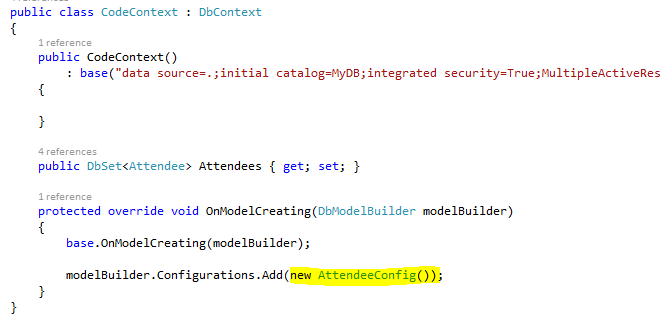 public class CodeContext : DbContext
{
1 reference
public CodeContext()
: base("data source=.;initial catalog=MyDB;integrated security=True;MultipleActiveRes
{
}
4 references
public DbSet<Attendee> Attendees { get; set; }
1 reference
protected override void OnModelCreating(DbModelBuilder modelBuilder)
{
base.OnModelCreating(modelBuilder);
modelBuilder.Configurations.Add(new AttendeeConfig());
}
}